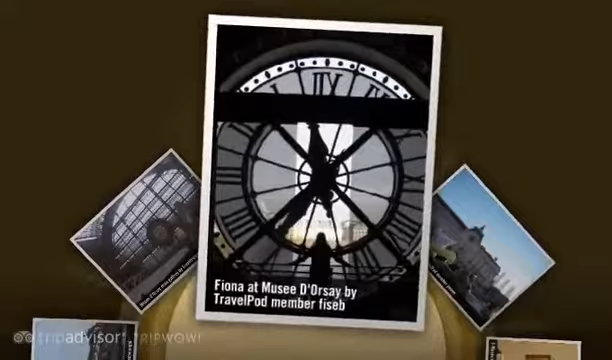 Fiona at Musee D'Orsay by
TravelPod member fiseb
tripadvisor TRIPWOW!